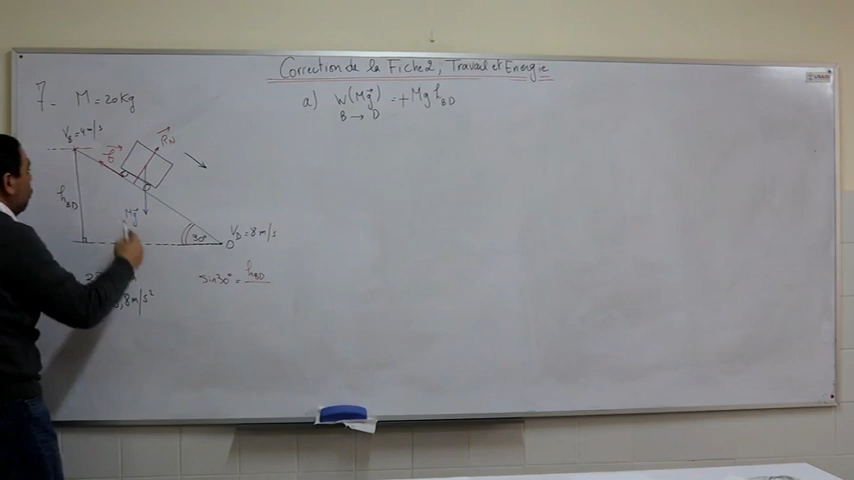 Correction de la Fiche 2, Travail et Energie
7- M = 20 Kg
a) W(Mg⃗) = + Mg h_BD
B → D
V_B = 4 m/s
R⃗_N
f⃗
h_BD
Mg⃗
30°
D
V_D = 8 m/s
sin 30° = h_BD
8 m/s²